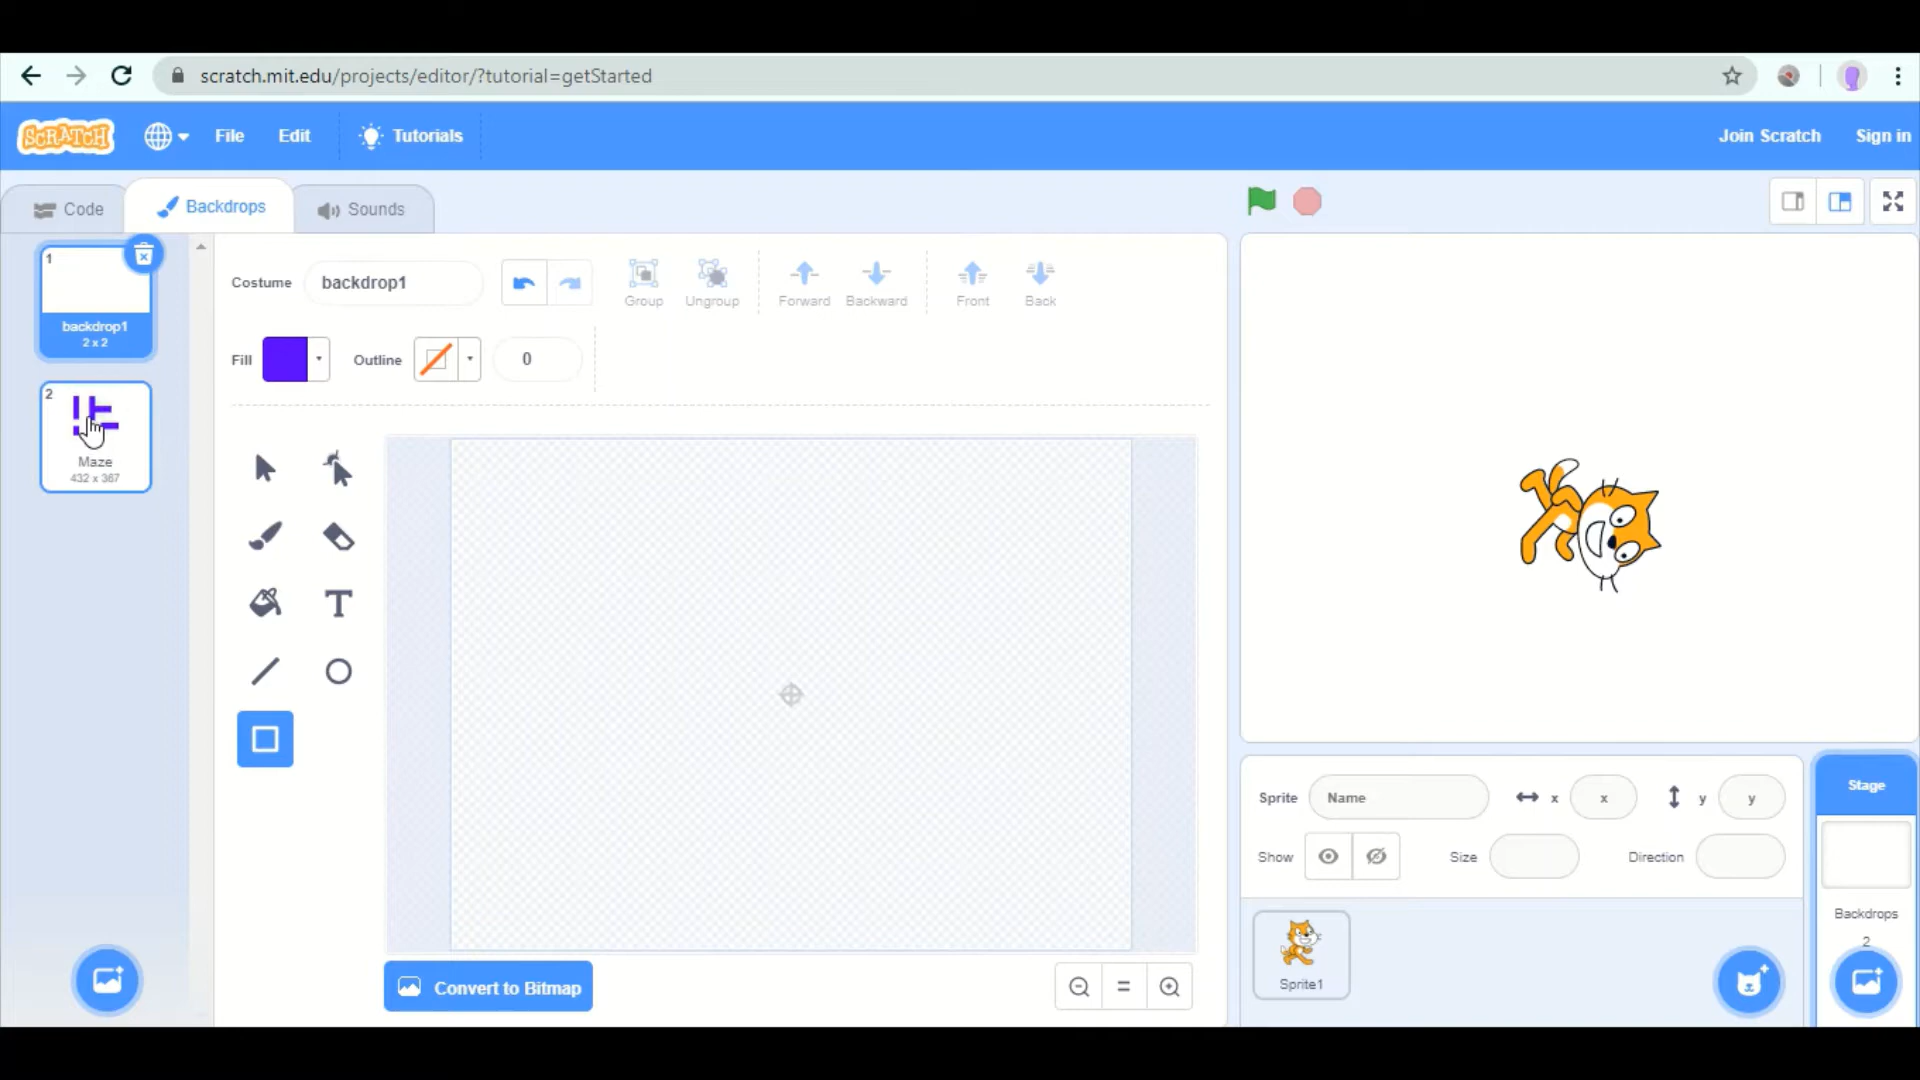 scratch.mit.edu/projects/editor/?tutorial=getStarted
SCRATCH File Edit Tutorials Join Scratch Sign in
Code Backdrops Sounds
1
backdrop1
2 x 2
2
Maze
432 x 367
Costume backdrop1 Group Ungroup Forward Backward Front Back
Fill Outline 0
T
Convert to Bitmap
Sprite Name x x y y
Show Size Direction
Sprite1
Stage
Backdrops
2